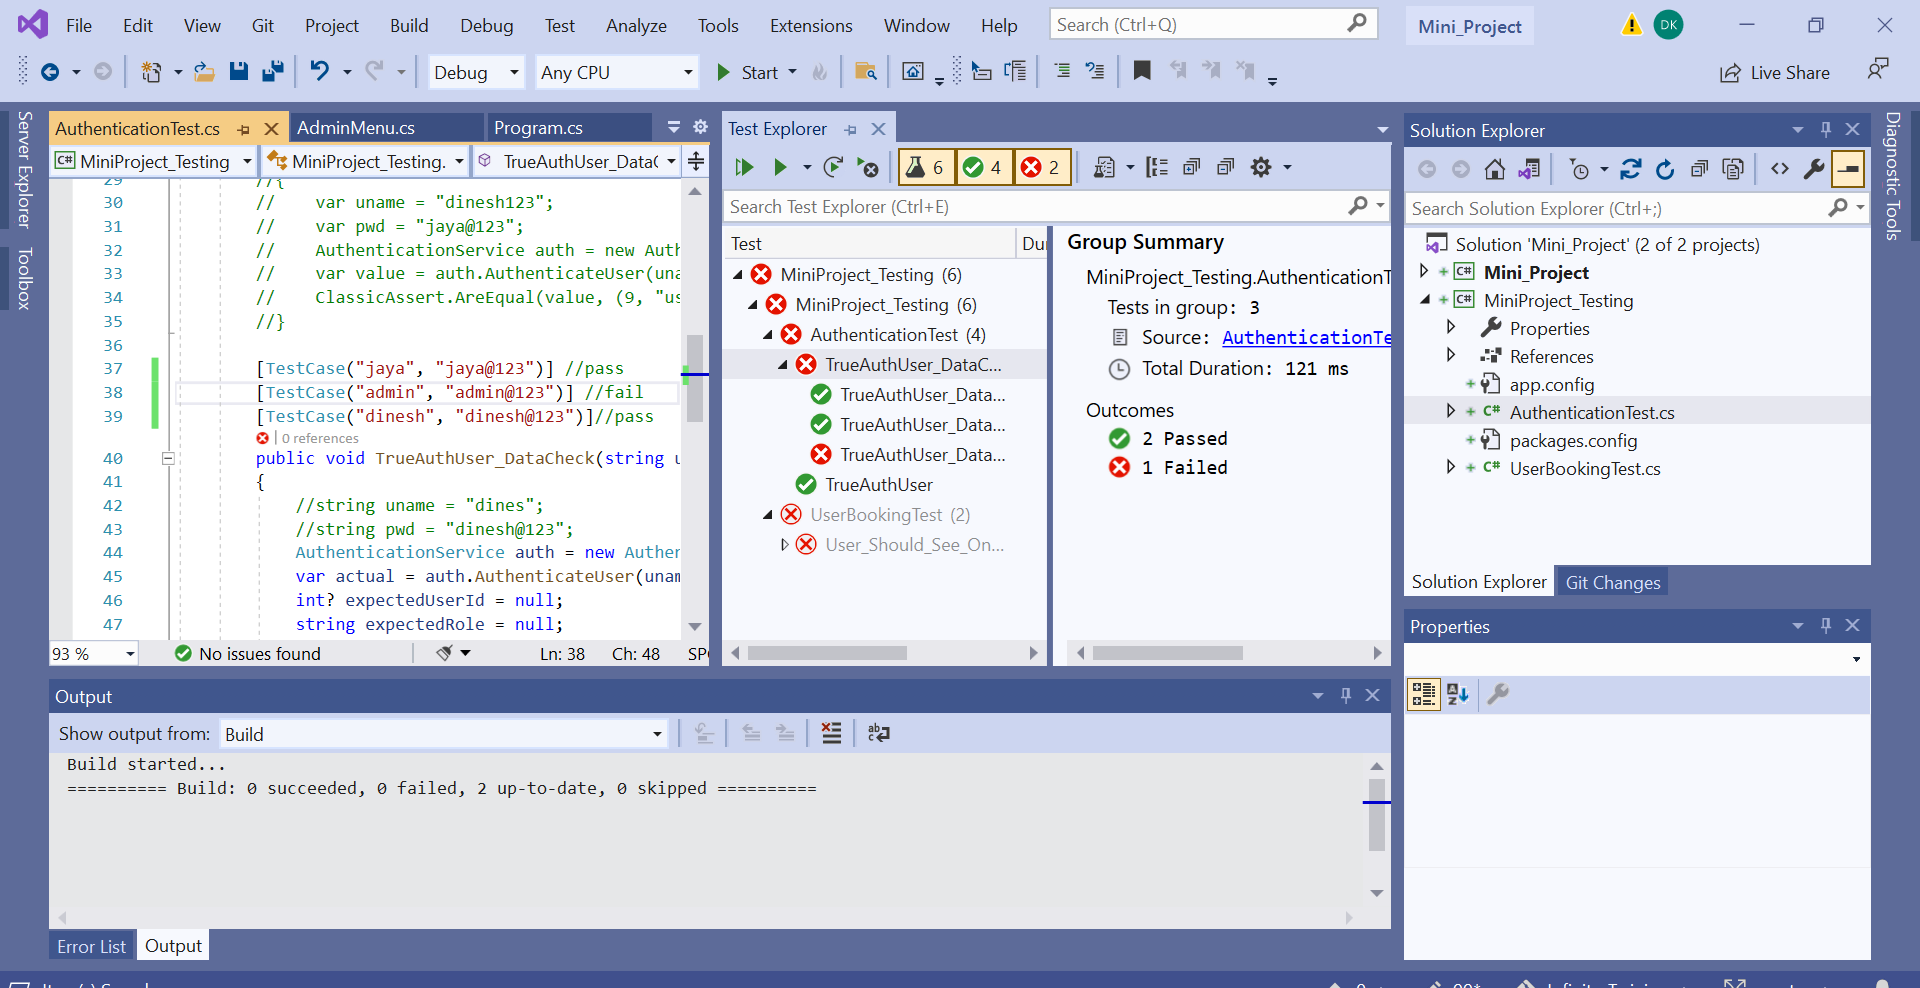 File Edit View Git Project Build Debug Test Analyze Tools Extensions Window Help Search (Ctrl+Q) Mini_Project DK
Debug Any CPU Start Live Share
Server Explorer
Toolbox
AuthenticationTest.cs AdminMenu.cs Program.cs
C# MiniProject_Testing MiniProject_Testing. TrueAuthUser_Data
29 //{
30 //    var uname = "dinesh123";
31 //    var pwd = "jaya@123";
32 //    AuthenticationService auth = new Auth
33 //    var value = auth.AuthenticateUser(una
34 //    ClassicAssert.AreEqual(value, (9, "us
35 //}
36
37 [TestCase("jaya", "jaya@123")] //pass
38 [TestCase("admin", "admin@123")] //fail
39 [TestCase("dinesh", "dinesh@123")]//pass
0 references
40 public void TrueAuthUser_DataCheck(string u
41 {
42 //string uname = "dines";
43 //string pwd = "dinesh@123";
44 AuthenticationService auth = new Auther
45 var actual = auth.AuthenticateUser(unam
46 int? expectedUserId = null;
47 string expectedRole = null;
93 % No issues found Ln: 38 Ch: 48 SPC
Test Explorer
6 4 2
Search Test Explorer (Ctrl+E)
Test Dur
MiniProject_Testing (6)
MiniProject_Testing (6)
AuthenticationTest (4)
TrueAuthUser_DataC...
TrueAuthUser_Data...
TrueAuthUser_Data...
TrueAuthUser_Data...
TrueAuthUser
UserBookingTest (2)
User_Should_See_On...
Group Summary
MiniProject_Testing.AuthenticationT
Tests in group: 3
Source: AuthenticationTe
Total Duration: 121 ms
Outcomes
2 Passed
1 Failed
Solution Explorer
Search Solution Explorer (Ctrl+;)
Solution 'Mini_Project' (2 of 2 projects)
C# Mini_Project
C# MiniProject_Testing
Properties
References
app.config
C# AuthenticationTest.cs
packages.config
C# UserBookingTest.cs
Solution Explorer Git Changes
Properties
Diagnostic Tools
Output
Show output from: Build
Build started...
========== Build: 0 succeeded, 0 failed, 2 up-to-date, 0 skipped ==========
Error List Output